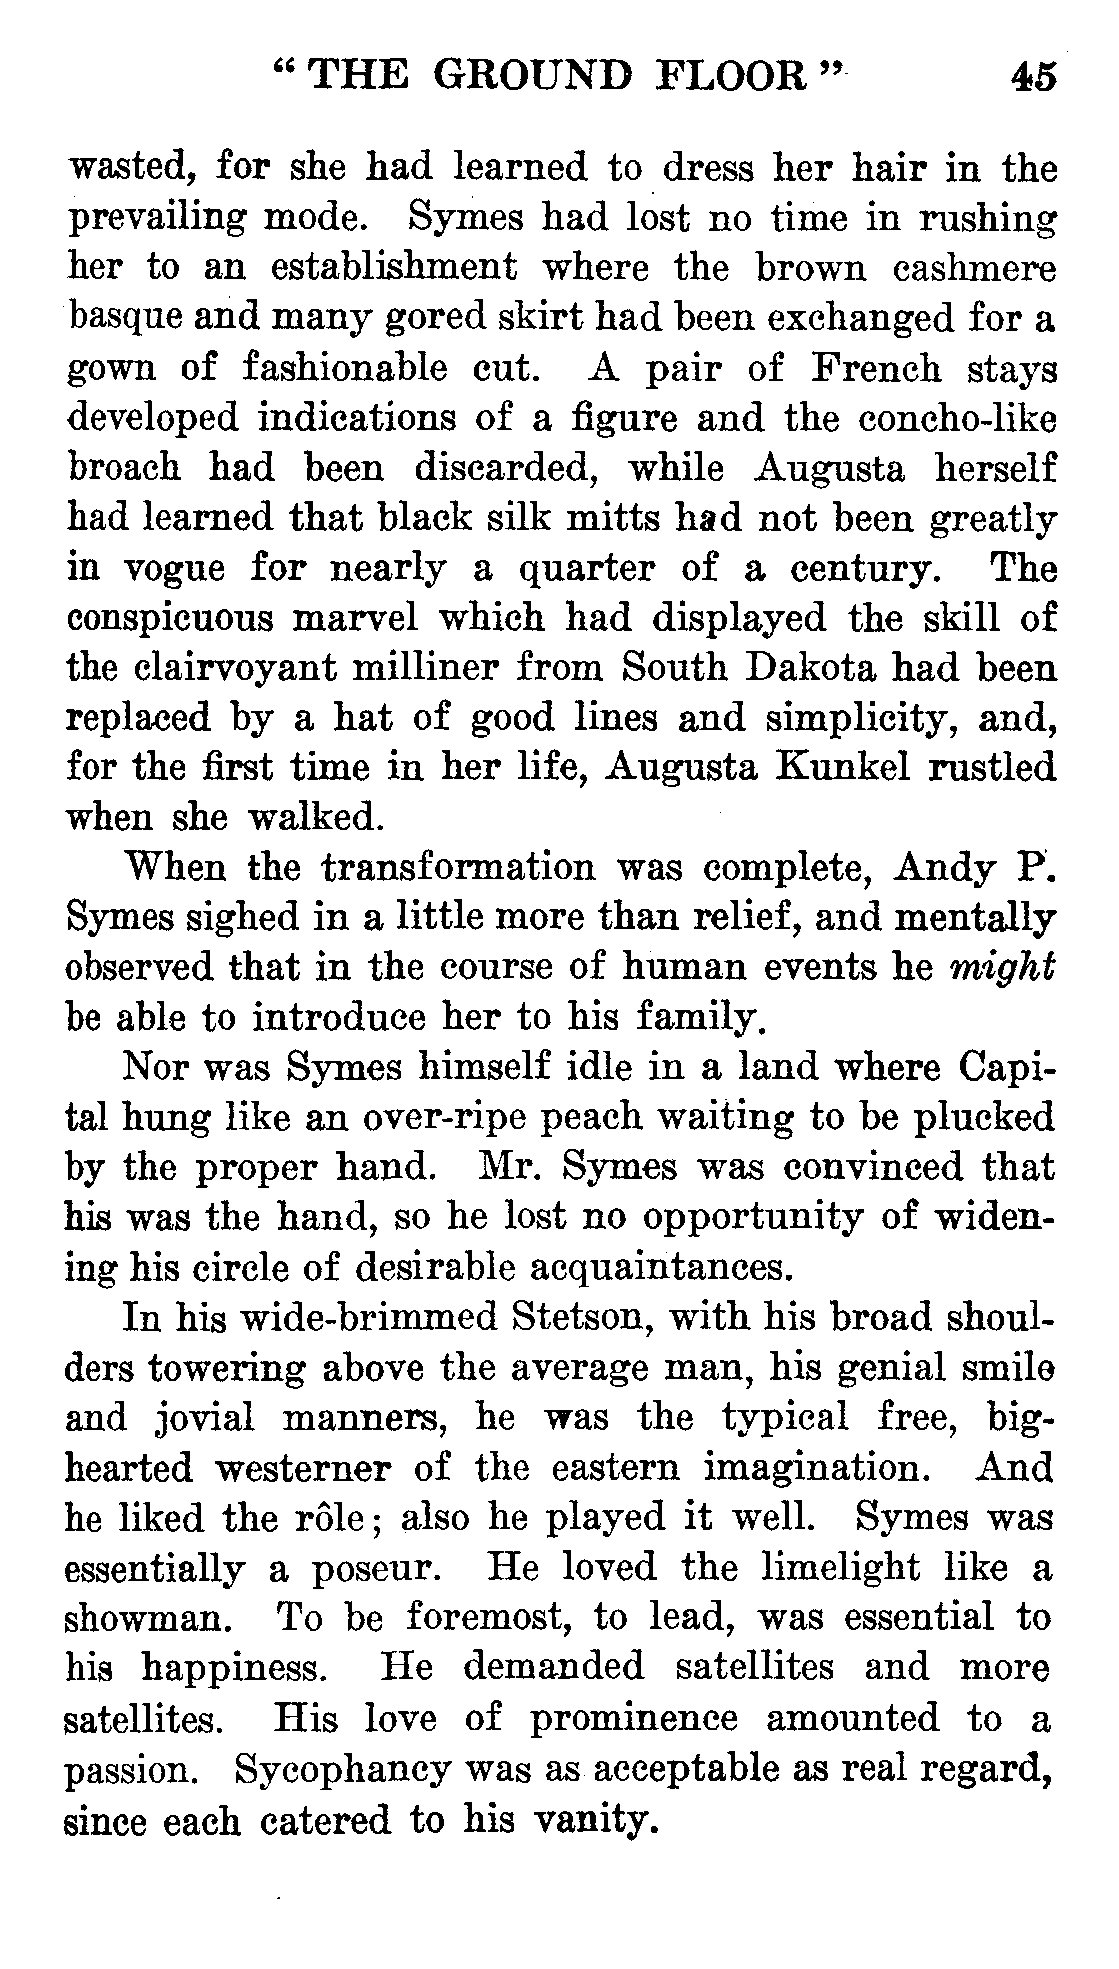 “ THE GROUND FLOOR ” 45
wasted, for she had learned to dress her hair in the
prevailing mode. Symes had lost no time in rushing
her to an establishment where the brown cashmere
basque and many gored skirt had been exchanged for a
gown of fashionable cut. A pair of French stays
developed indications of a figure and the concho-like
broach had been discarded, while Augusta herself
had learned that black silk mitts had not been greatly
in vogue for nearly a quarter of a century. The
conspicuous marvel which had displayed the skill of
the clairvoyant milliner from South Dakota had been
replaced by a hat of good lines and simplicity, and,
for the first time in her life, Augusta Kunkel rustled
when she walked.
When the transformation was complete, Andy P.
Symes sighed in a little more than relief, and mentally
observed that in the course of human events he might
be able to introduce her to his family.
Nor was Symes himself idle in a land where Capi-
tal hung like an over-ripe peach waiting to be plucked
by the proper hand. Mr. Symes was convinced that
his was the hand, so he lost no opportunity of widen-
ing his circle of desirable acquaintances.
In his wide-brimmed Stetson, with his broad shoul-
ders towering above the average man, his genial smile
and jovial manners, he was the typical free, big-
hearted westerner of the eastern imagination. And
he liked the rôle; also he played it well. Symes was
essentially a poseur. He loved the limelight like a
showman. To be foremost, to lead, was essential to
his happiness. He demanded satellites and more
satellites. His love of prominence amounted to a
passion. Sycophancy was as acceptable as real regard,
since each catered to his vanity.